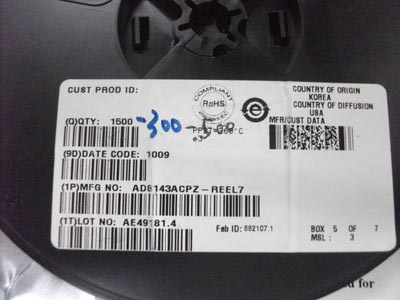 CUST PROD ID:
COMPLIANT
RoHS
e
COUNTRY OF ORIGIN
KOREA
COUNTRY OF DIFFUSION
USA
MFR/CUST DATA
(Q)QTY: 1500 -300 -500
e3
(9D)DATE CODE: 1009
(1P)MFG NO: AD8143ACPZ-REEL7
(1T)LOT NO: AE49181.4
Fab ID: 682107.1
BOX 5 OF 7
MSL : 3
for